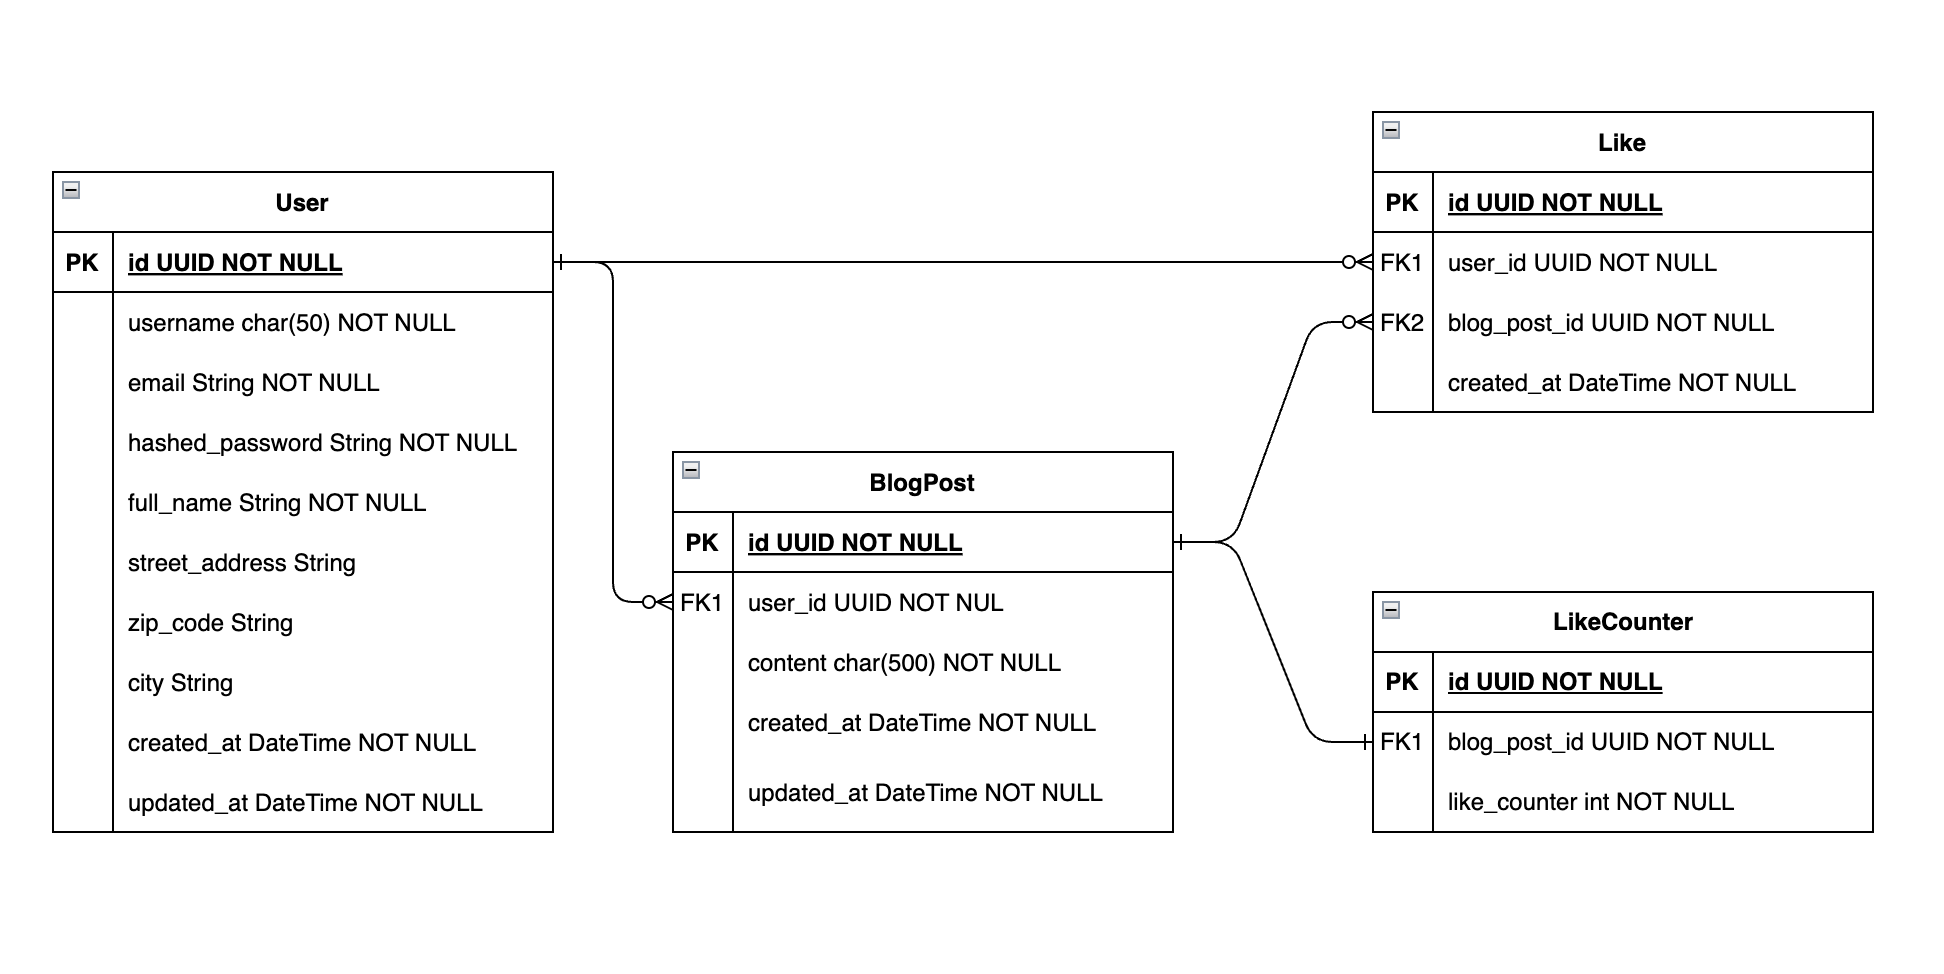 User
PK id UUID NOT NULL
username char(50) NOT NULL
email String NOT NULL
hashed_password String NOT NULL
full_name String NOT NULL
street_address String
zip_code String
city String
created_at DateTime NOT NULL
updated_at DateTime NOT NULL
BlogPost
PK id UUID NOT NULL
FK1 user_id UUID NOT NUL
content char(500) NOT NULL
created_at DateTime NOT NULL
updated_at DateTime NOT NULL
Like
PK id UUID NOT NULL
FK1 user_id UUID NOT NULL
FK2 blog_post_id UUID NOT NULL
created_at DateTime NOT NULL
LikeCounter
PK id UUID NOT NULL
FK1 blog_post_id UUID NOT NULL
like_counter int NOT NULL